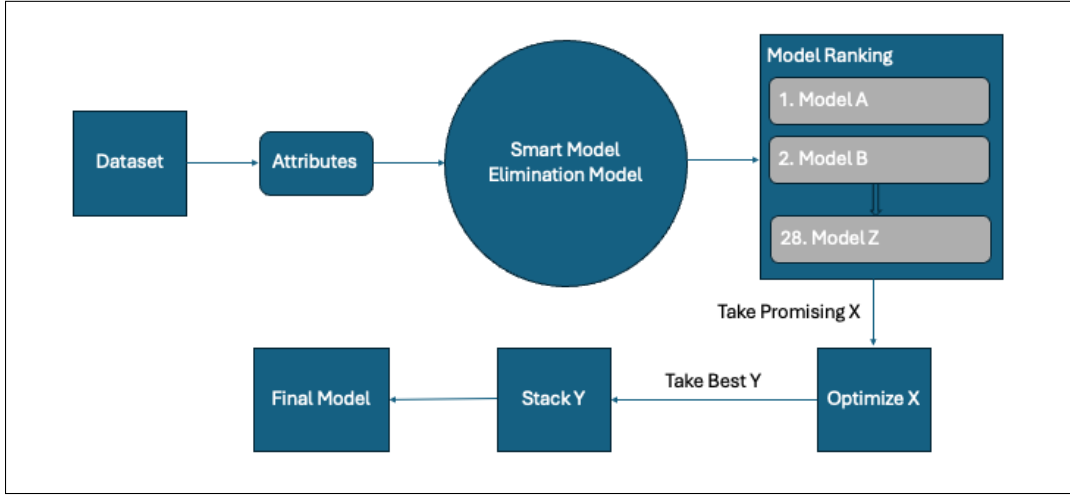 Dataset
Attributes
Smart Model
Elimination Model
Model Ranking
1. Model A
2. Model B
28. Model Z
Take Promising X
Optimize X
Take Best Y
Stack Y
Final Model